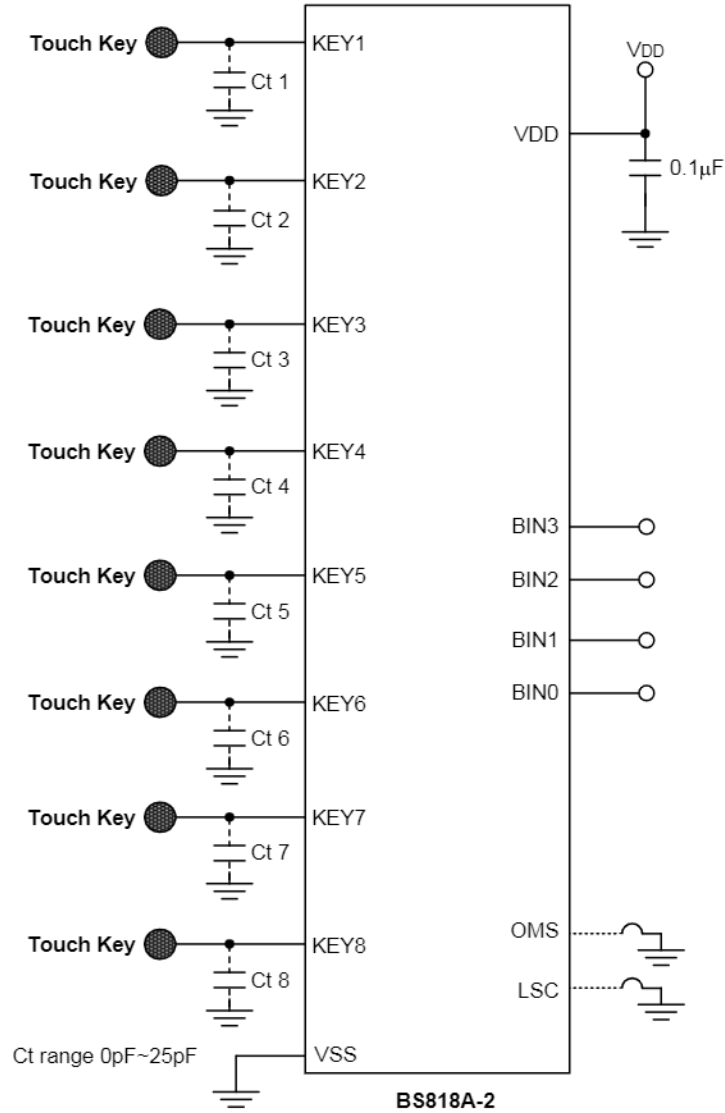 Touch Key
KEY1
Ct 1
VDD
VDD
0.1μF
Touch Key
KEY2
Ct 2
Touch Key
KEY3
Ct 3
Touch Key
KEY4
Ct 4
BIN3
Touch Key
KEY5
BIN2
Ct 5
BIN1
Touch Key
KEY6
BIN0
Ct 6
Touch Key
KEY7
Ct 7
Touch Key
KEY8
OMS
Ct 8
LSC
Ct range 0pF~25pF
VSS
BS818A-2